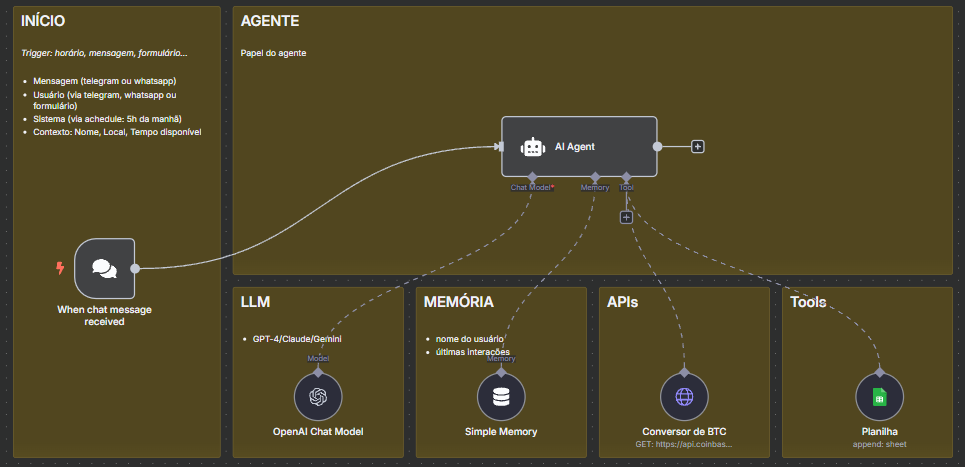 INÍCIO
Trigger: horário, mensagem, formulário...
Mensagem (telegram ou whatsapp)
Usuário (via telegram, whatsapp ou
formulário)
Sistema (via achedule: 5h da manhã)
Contexto: Nome, Local, Tempo disponível
When chat message
received
AGENTE
Papel do agente
AI Agent
Chat Model*
Memory
Tool
LLM
GPT-4/Claude/Gemini
Model
OpenAI Chat Model
MEMÓRIA
nome do usuário
últimas interações
Memory
Simple Memory
APIs
Conversor de BTC
GET: https://api.coinbas...
Tools
Planilha
append: sheet